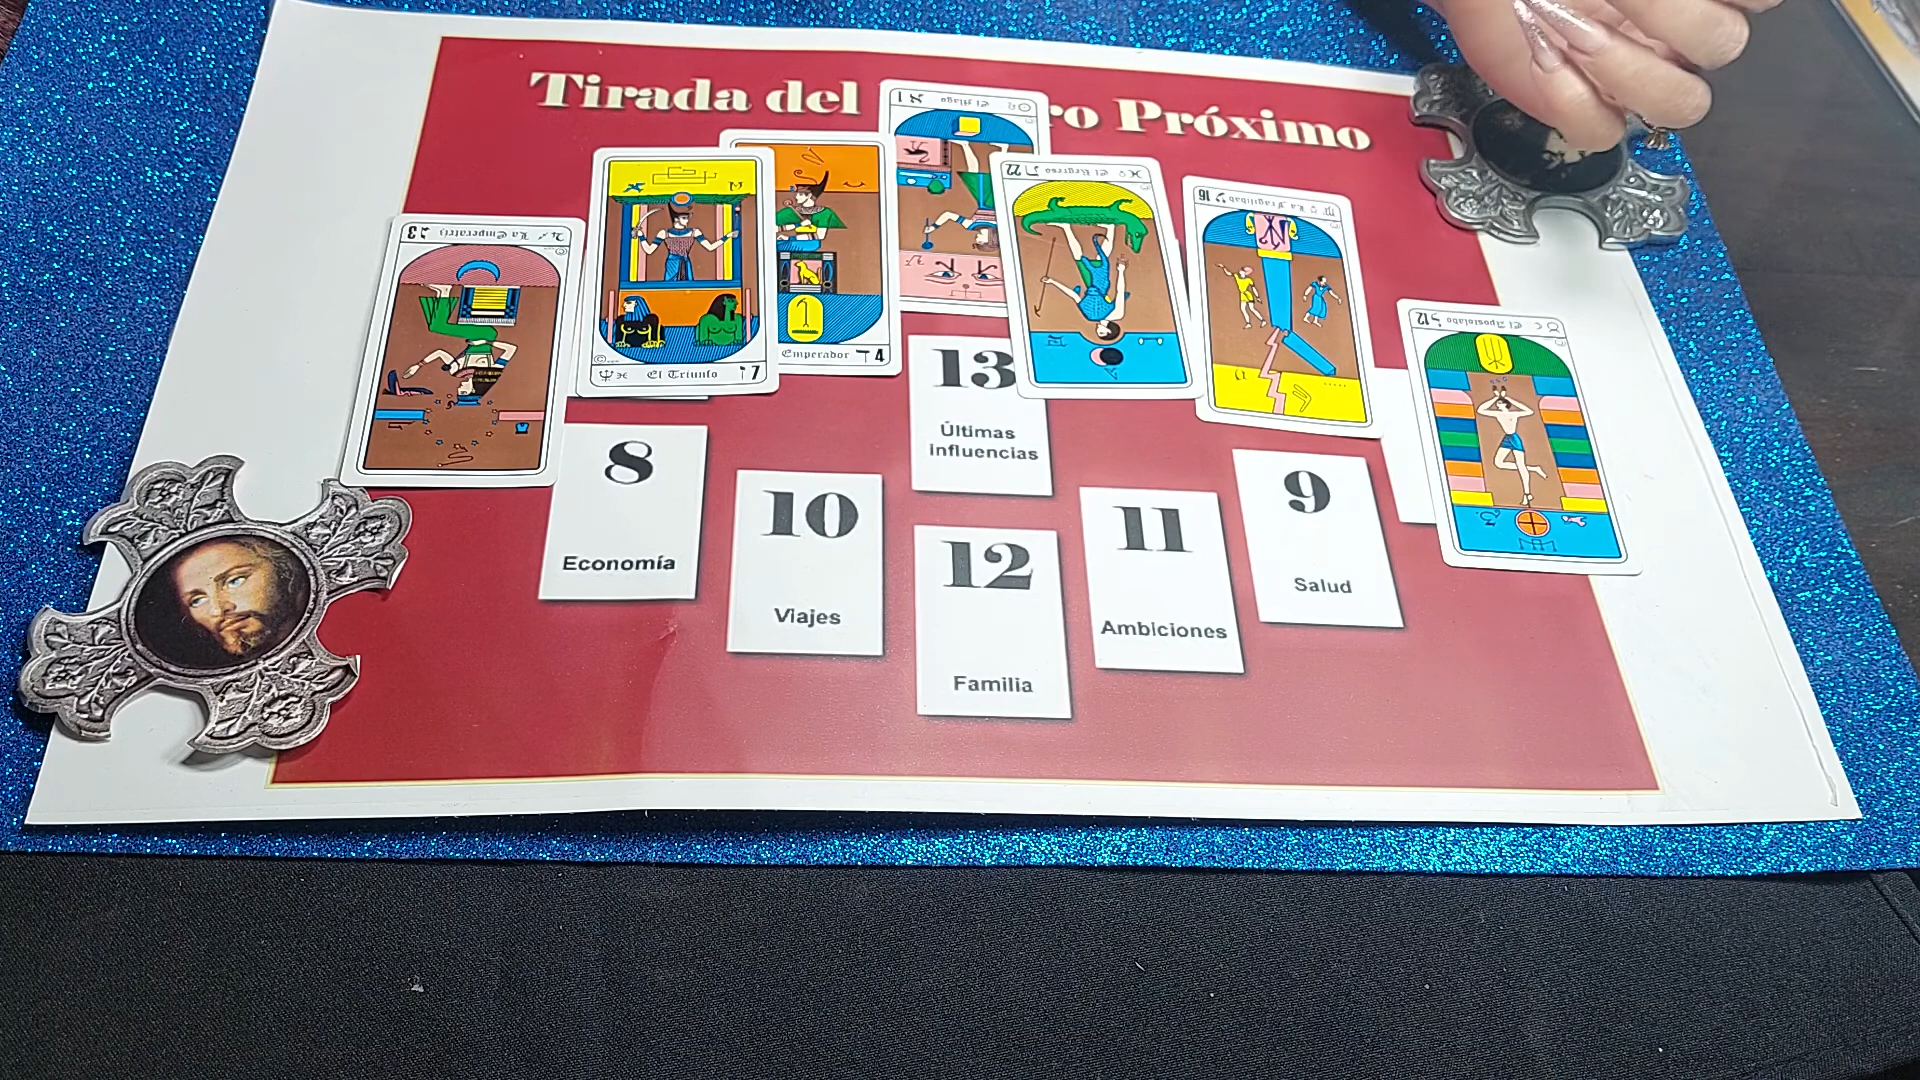 Tirada del ro Próximo
1 El Mago
22 El Regreso
16 La Fragilidad
3 La Emperatriz
12 El Apostolado
Emperador 4
El Triunfo 7
13
Últimas
influencias
8
Economía
10
Viajes
12
Familia
11
Ambiciones
9
Salud